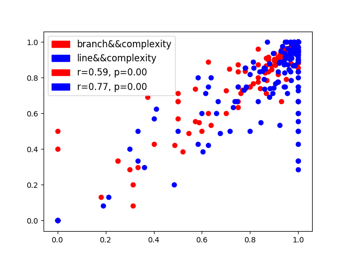 branch&&complexity
line&&complexity
r=0.59, p=0.00
r=0.77, p=0.00
1.0
0.8
0.6
0.4
0.2
0.0
0.0 0.2 0.4 0.6 0.8 1.0